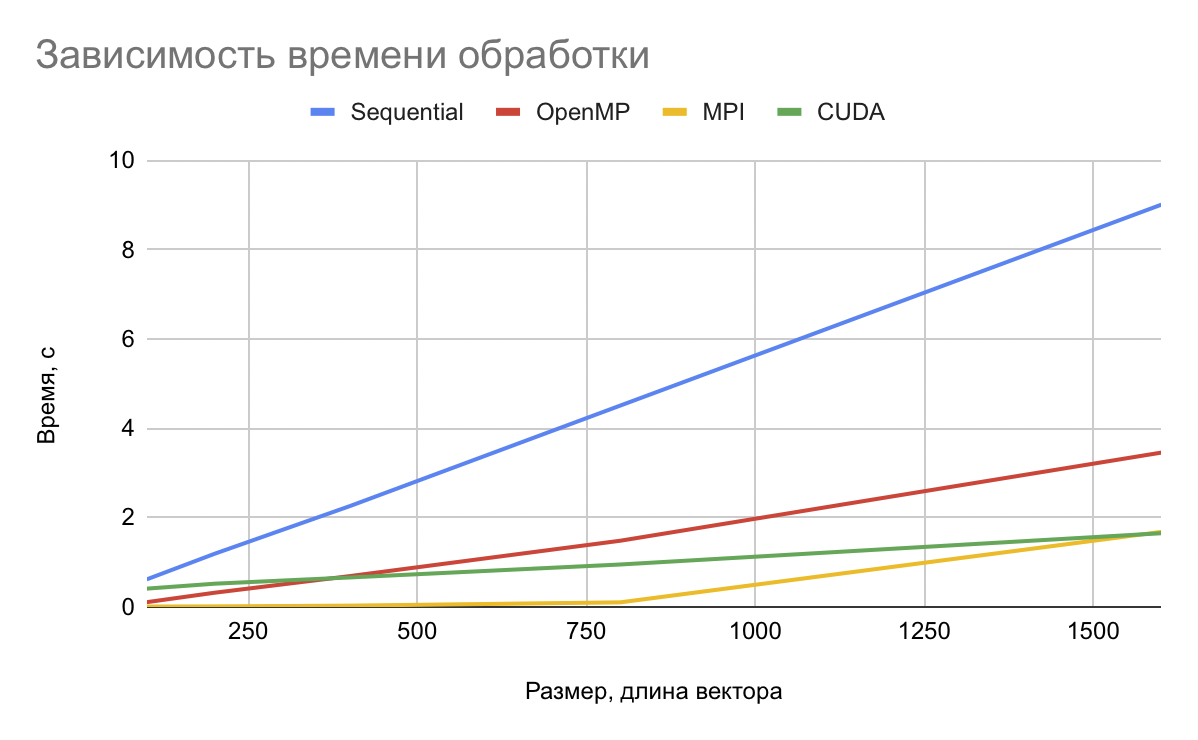 Зависимость времени обработки
Sequential OpenMP MPI CUDA
10
8
6
4
2
0
Время, с
250 500 750 1000 1250 1500
Размер, длина вектора